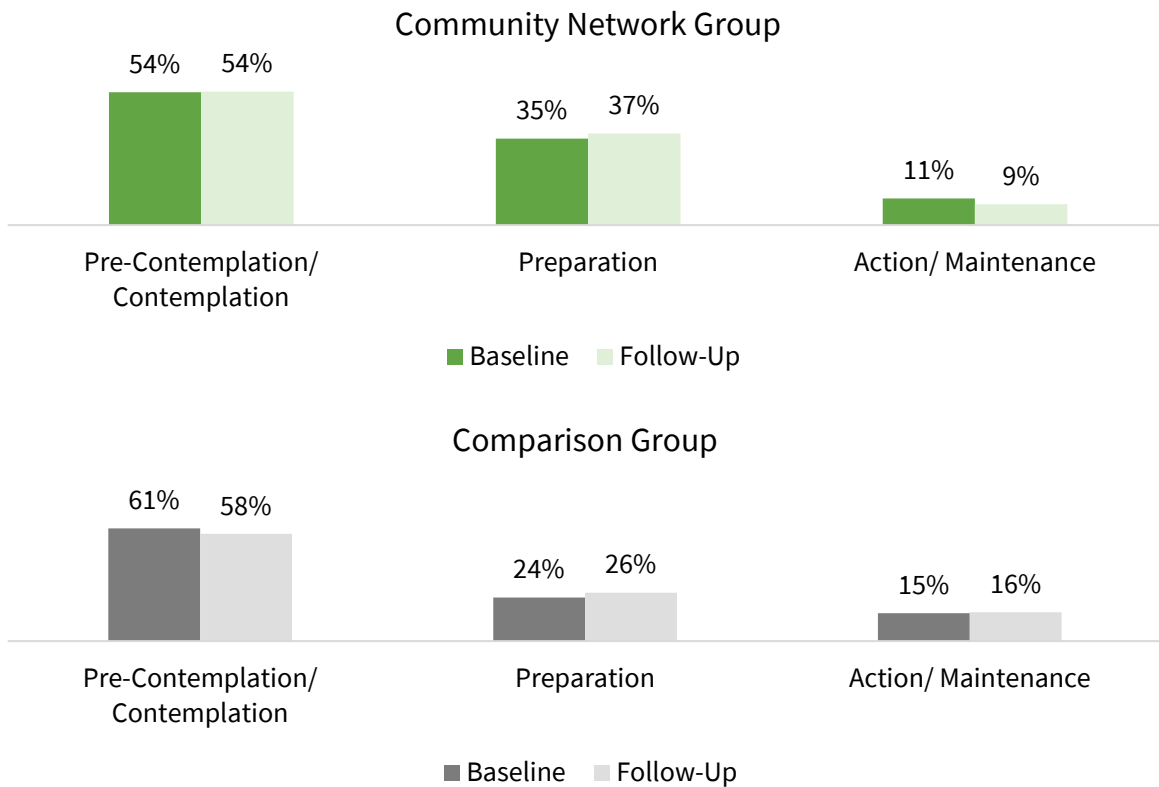 Community Network Group
54% 54%
35% 37%
11% 9%
Pre-Contemplation/
Contemplation
Preparation
Action/ Maintenance
Baseline Follow-Up
Comparison Group
61% 58%
24% 26%
15% 16%
Pre-Contemplation/
Contemplation
Preparation
Action/ Maintenance
Baseline Follow-Up